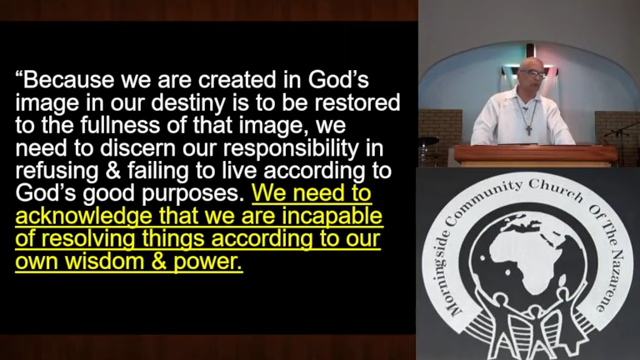 “Because we are created in God’s
image in our destiny is to be restored
to the fullness of that image, we
need to discern our responsibility in
refusing & failing to live according to
God’s good purposes. We need to
acknowledge that we are incapable
of resolving things according to our
own wisdom & power.
Morningside Community Church Of The Nazarene